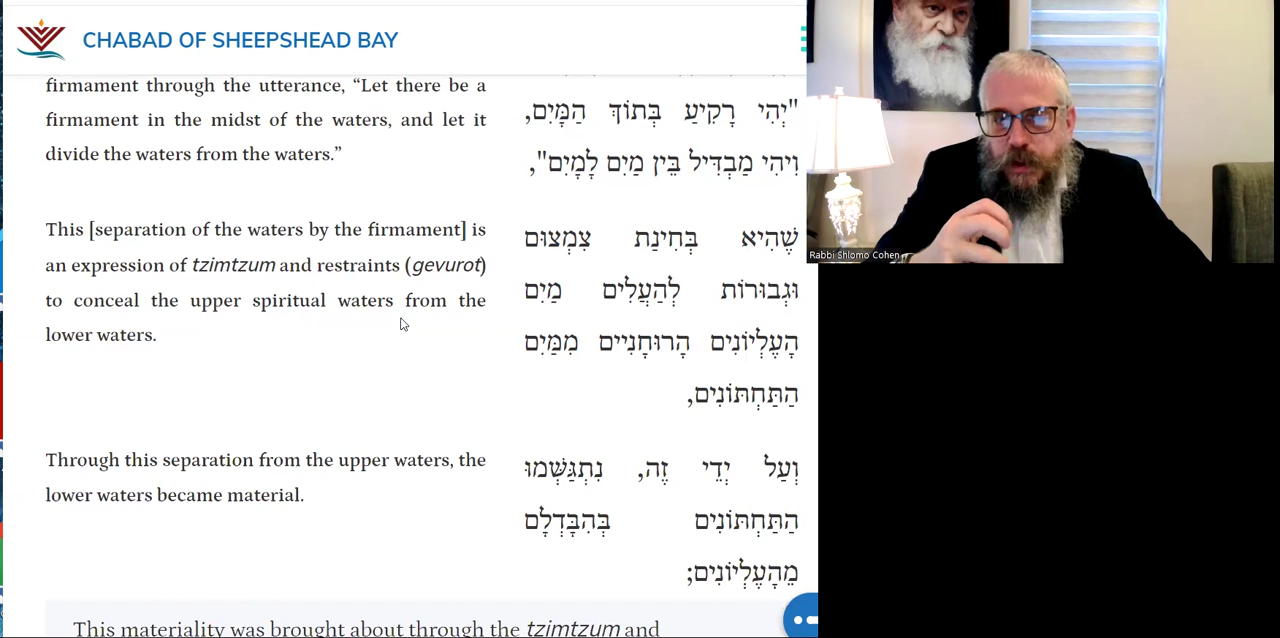 CHABAD OF SHEEPSHEAD BAY
firmament through the utterance, “Let there be a
firmament in the midst of the waters, and let it
divide the waters from the waters.”
"יְהִי רָקִיעַ בְּתוֹךְ הַמָּיִם,
וִיהִי מַבְדִּיל בֵּין מַיִם לָמָיִם",
This [separation of the waters by the firmament] is
an expression of tzimtzum and restraints (gevurot)
to conceal the upper spiritual waters from the
lower waters.
שֶׁהִיא בְּחִינַת צִמְצוּם
וּגְבוּרוֹת לְהַעֲלִים מַיִם
הָעֶלְיוֹנִים הָרוּחָנִיִּים מִמַּיִם
הַתַּחְתּוֹנִים,
Through this separation from the upper waters, the
lower waters became material.
וְעַל יְדֵי זֶה, נִתְגַּשְּׁמוּ
הַתַּחְתּוֹנִים בְּהִבָּדְלָם
מֵהָעֶלְיוֹנִים;
This materiality was brought about through the tzimtzum and
Rabbi Shlomo Cohen